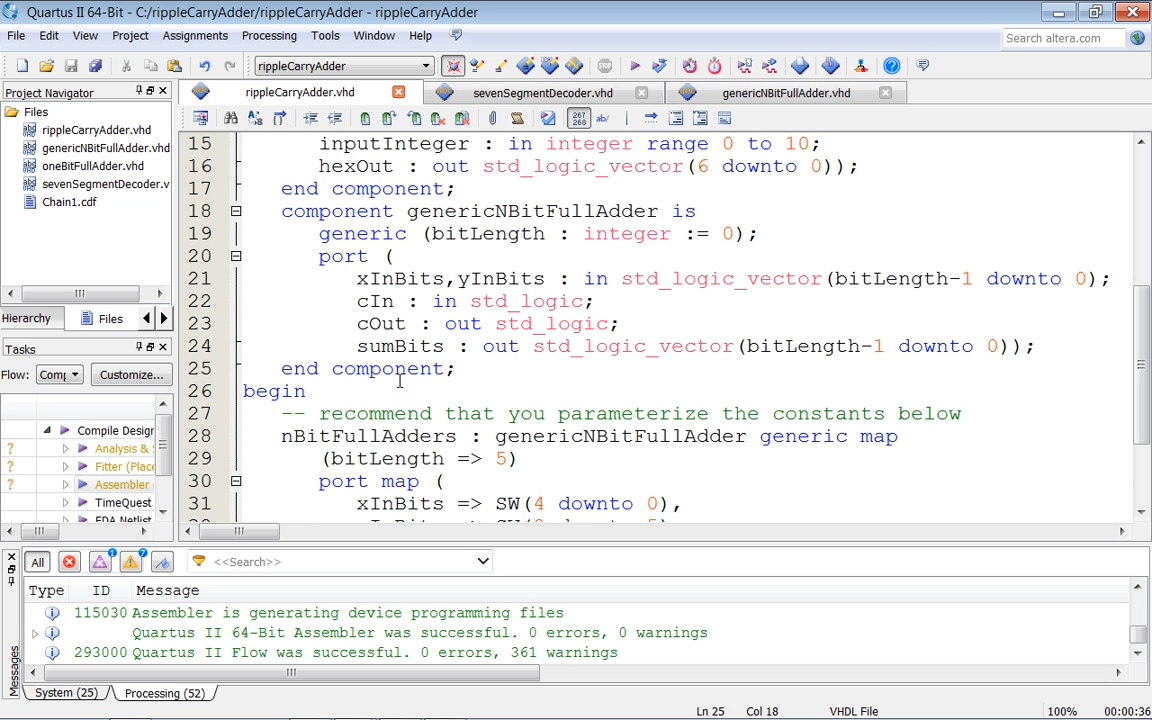 Quartus II 64-Bit - C:/rippleCarryAdder/rippleCarryAdder - rippleCarryAdder
File Edit View Project Assignments Processing Tools Window Help
Search altera.com
rippleCarryAdder
Project Navigator
rippleCarryAdder.vhd
sevenSegmentDecoder.vhd
genericNBitFullAdder.vhd
Files
rippleCarryAdder.vhd
genericNBitFullAdder.vhd
oneBitFullAdder.vhd
sevenSegmentDecoder.v
Chain1.cdf
267
268
ab/
15 inputInteger : in integer range 0 to 10;
16 hexOut : out std_logic_vector(6 downto 0));
17 end component;
18 component genericNBitFullAdder is
19 generic (bitLength : integer := 0);
20 port (
21 xInBits,yInBits : in std_logic_vector(bitLength-1 downto 0);
22 cIn : in std_logic;
23 cOut : out std_logic;
24 sumBits : out std_logic_vector(bitLength-1 downto 0));
25 end component;
26 begin
27 -- recommend that you parameterize the constants below
28 nBitFullAdders : genericNBitFullAdder generic map
29 (bitLength => 5)
30 port map (
31 xInBits => SW(4 downto 0),
Hierarchy
Files
Tasks
Flow: Comp
Customize...
Compile Design
Analysis & S
Fitter (Place
Assembler
TimeQuest
EDA Netlist
All
<<Search>>
Type ID Message
115030 Assembler is generating device programming files
Quartus II 64-Bit Assembler was successful. 0 errors, 0 warnings
293000 Quartus II Flow was successful. 0 errors, 361 warnings
Messages
System (25)
Processing (52)
Ln 25 Col 18 VHDL File 100% 00:00:36